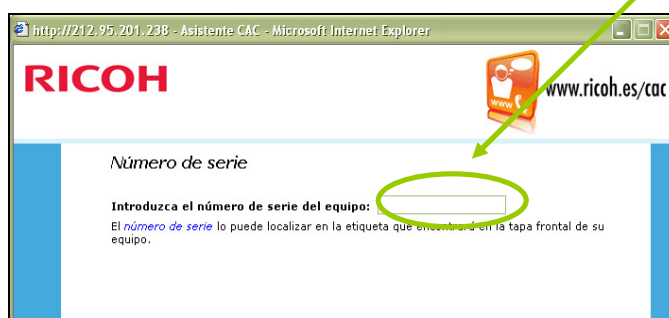 http://212.95.201.238 - Asistente CAC - Microsoft Internet Explorer
RICOH
www
www.ricoh.es/cac
Número de serie
Introduzca el número de serie del equipo:
El número de serie lo puede localizar en la etiqueta que encontrará en la tapa frontal de su
equipo.